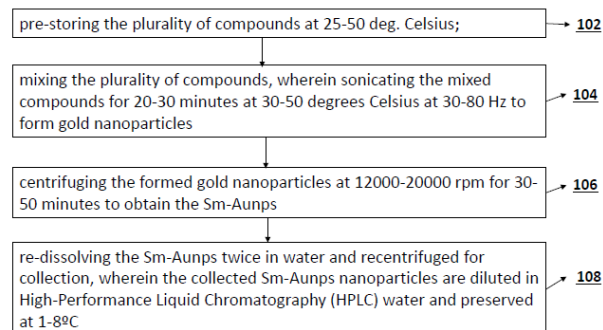 pre-storing the plurality of compounds at 25-50 deg. Celsius;
102
mixing the plurality of compounds, wherein sonicating the mixed
compounds for 20-30 minutes at 30-50 degrees Celsius at 30-80 Hz to
form gold nanoparticles
104
centrifuging the formed gold nanoparticles at 12000-20000 rpm for 30-
50 minutes to obtain the Sm-Aunps
106
re-dissolving the Sm-Aunps twice in water and recentrifuged for
collection, wherein the collected Sm-Aunps nanoparticles are diluted in
High-Performance Liquid Chromatography (HPLC) water and preserved
at 1-8ºC
108